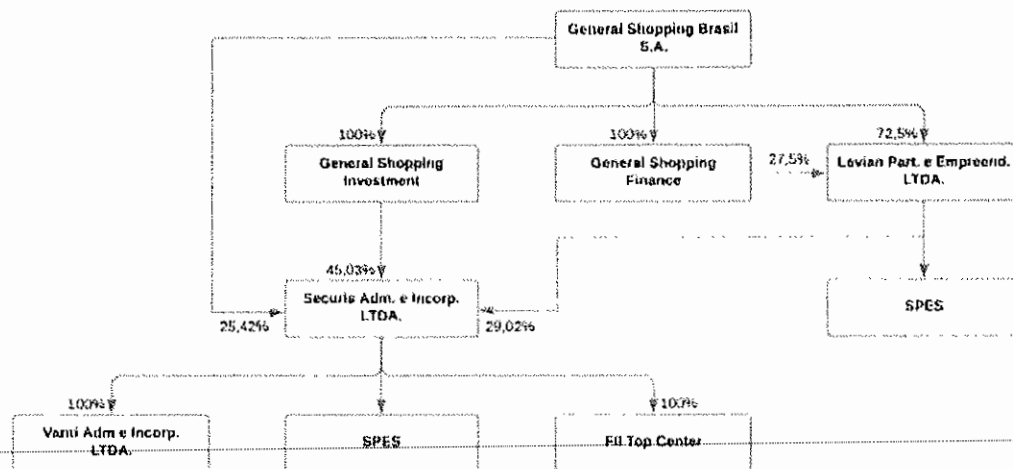 General Shopping Brasil
S.A.
100%
100%
72,5%
General Shopping
Investment
General Shopping
Finance
27,5%
Levian Part. e Empreend.
LTDA.
45,03%
Securis Adm. e Incorp.
LTDA.
25,42%
29,02%
SPES
100%
100%
Vanti Adm e Incorp.
LTDA.
SPES
FII Top Center